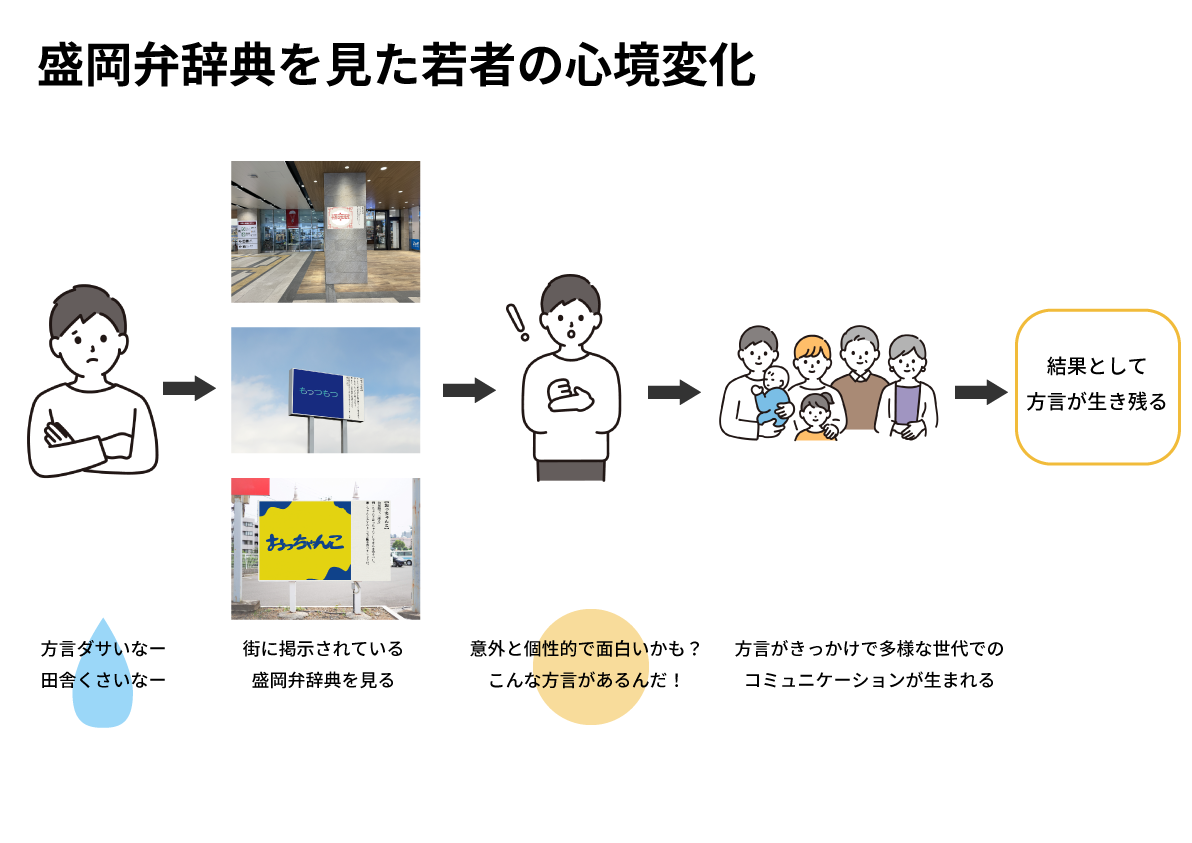 盛岡弁辞典を見た若者の心境変化
もっつもつ
おっちゃんこ
【おっちゃんこ】
方言ダサいなー
田舎くさいなー
街に掲示されている
盛岡弁辞典を見る
意外と個性的で面白いかも？
こんな方言があるんだ！
方言がきっかけで多様な世代での
コミュニケーションが生まれる
結果として
方言が生き残る